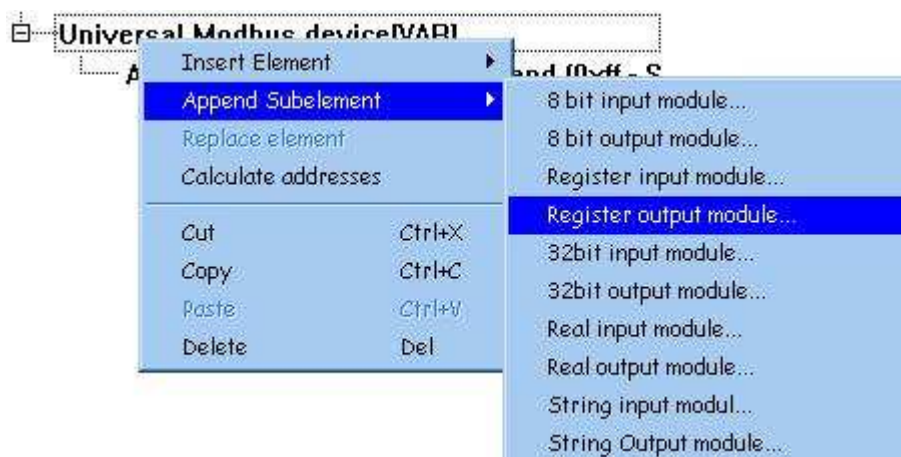 Universal Modbus device[VAR]
Insert Element
Append Subelement
Replace element
Calculate addresses
Cut Ctrl+X
Copy Ctrl+C
Paste Ctrl+V
Delete Del
8 bit input module...
8 bit output module...
Register input module...
Register output module...
32bit input module...
32bit output module...
Real input module...
Real output module...
String input modul...
String Output module...